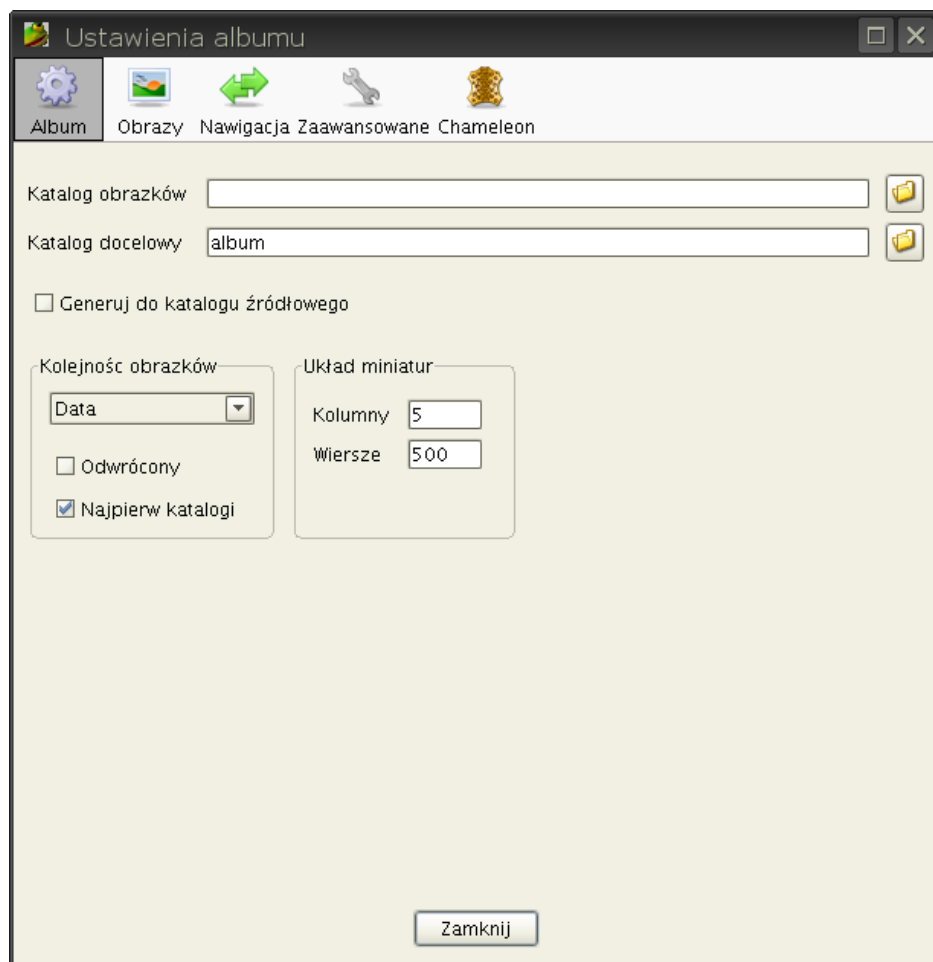 Ustawienia albumu
Album Obrazy Nawigacja Zaawansowane Chameleon
Katalog obrazków
Katalog docelowy album
Generuj do katalogu źródłowego
Kolejnośc obrazków Układ miniatur
Data
Kolumny 5
Wiersze 500
Odwrócony
Najpierw katalogi
Zamknij